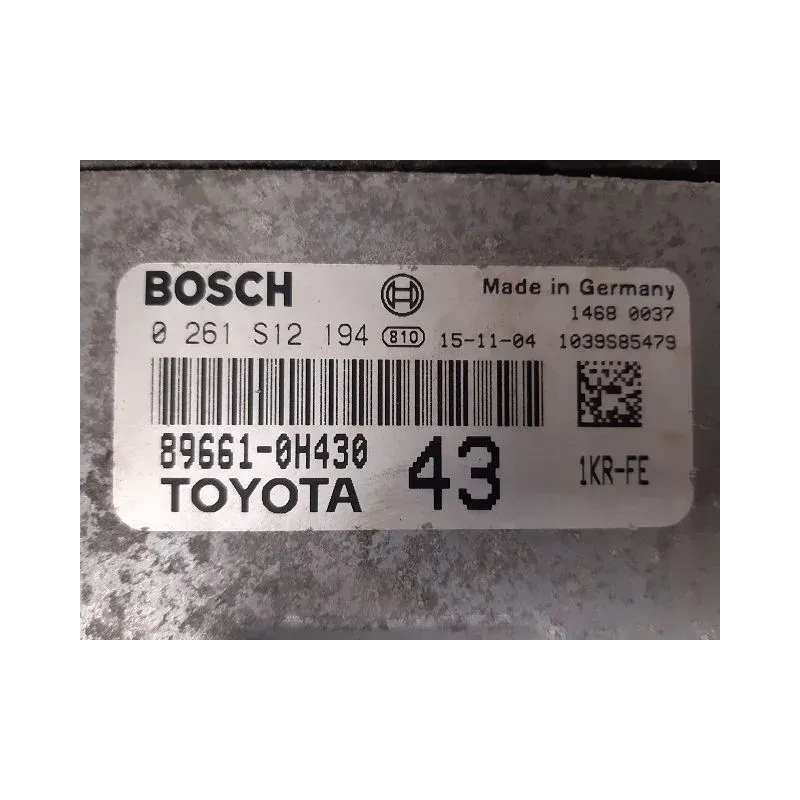 BOSCH Made in Germany
1468 0037
0 261 S12 194 810 15-11-04 1039S85479
89661-0H430 43 1KR-FE
TOYOTA